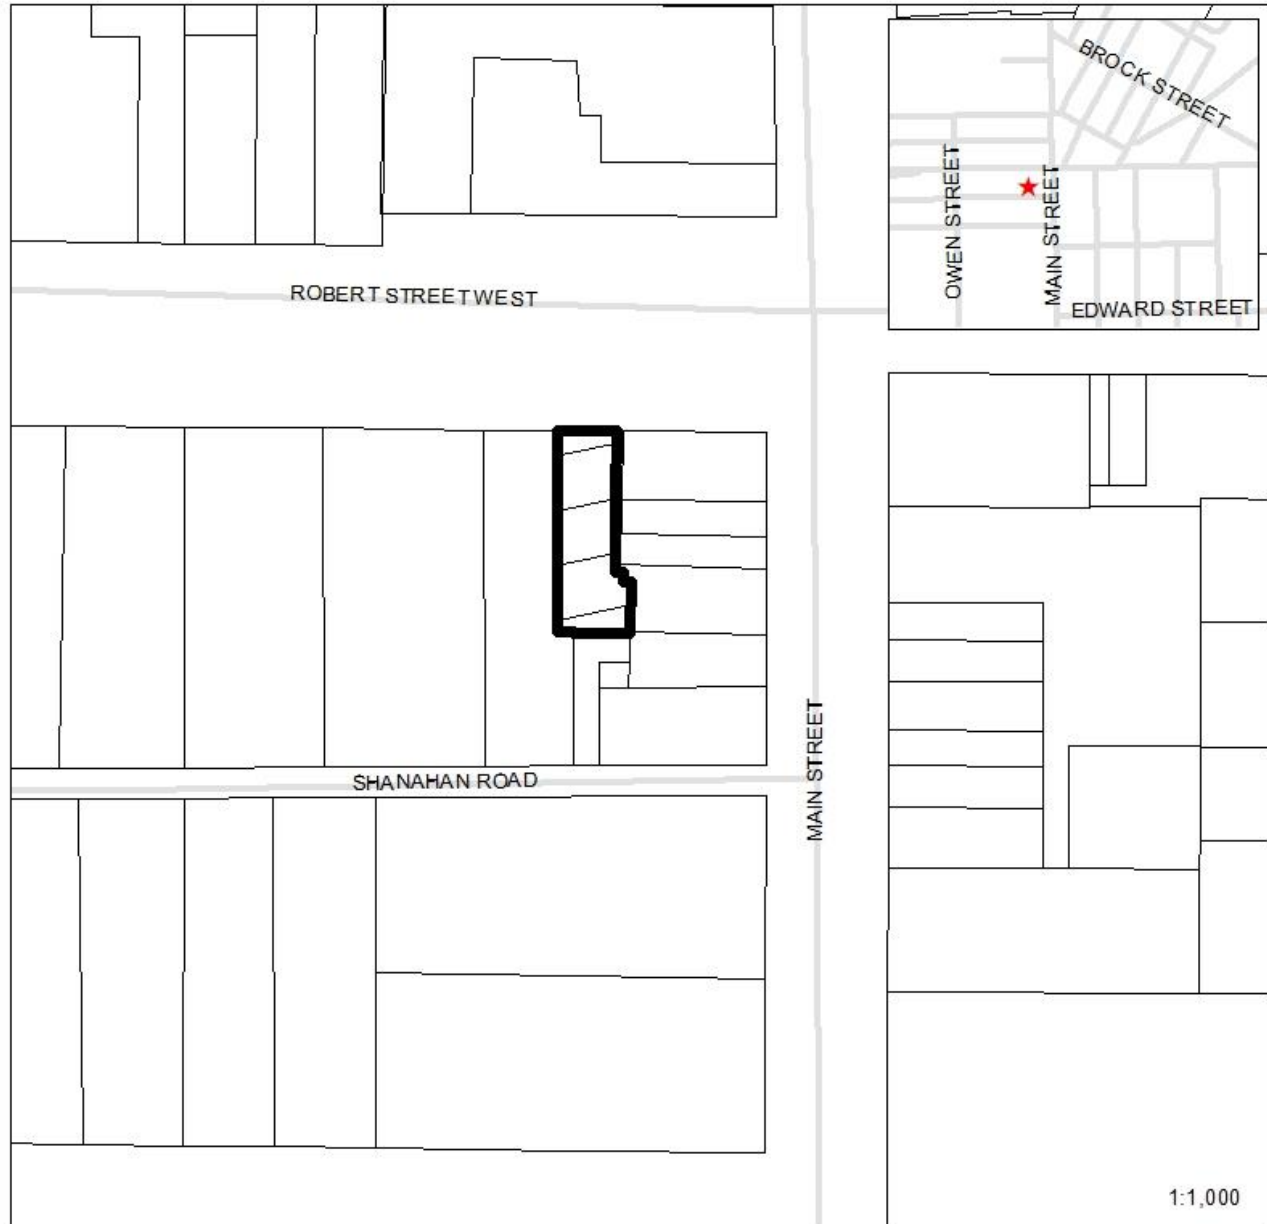 BROCK STREET
OWEN STREET
MAIN STREET
EDWARD STREET
ROBERT STREET WEST
MAIN STREET
SHANAHAN ROAD
1:1,000